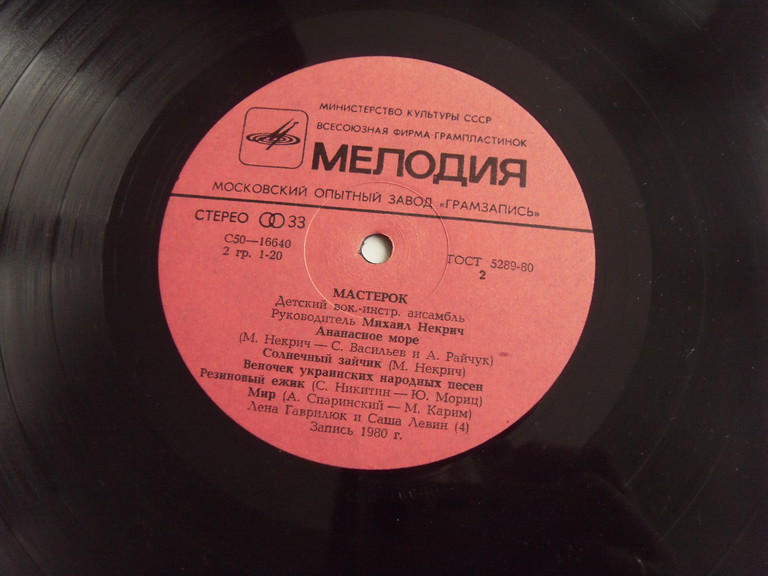 МИНИСТЕРСТВО КУЛЬТУРЫ СССР
ВСЕСОЮЗНАЯ ФИРМА ГРАМПЛАСТИНОК
МЕЛОДИЯ
МОСКОВСКИЙ ОПЫТНЫЙ ЗАВОД «ГРАМЗАПИСЬ»
СТЕРЕО 33
С50—16640
2 гр. 1-20
ГОСТ 5289-80
2
МАСТЕРОК
Детский вок.-инстр. ансамбль
Руководитель Михаил Некрич
Ананасное море
(М. Некрич — С. Васильев и А. Райчук)
Солнечный зайчик (М. Некрич)
Веночек украинских народных песен
Резиновый ежик (С. Никитин — Ю. Мориц)
Мир (А. Спаринский — М. Карим)
Лена Гаврилюк и Саша Левин (4)
Запись 1980 г.